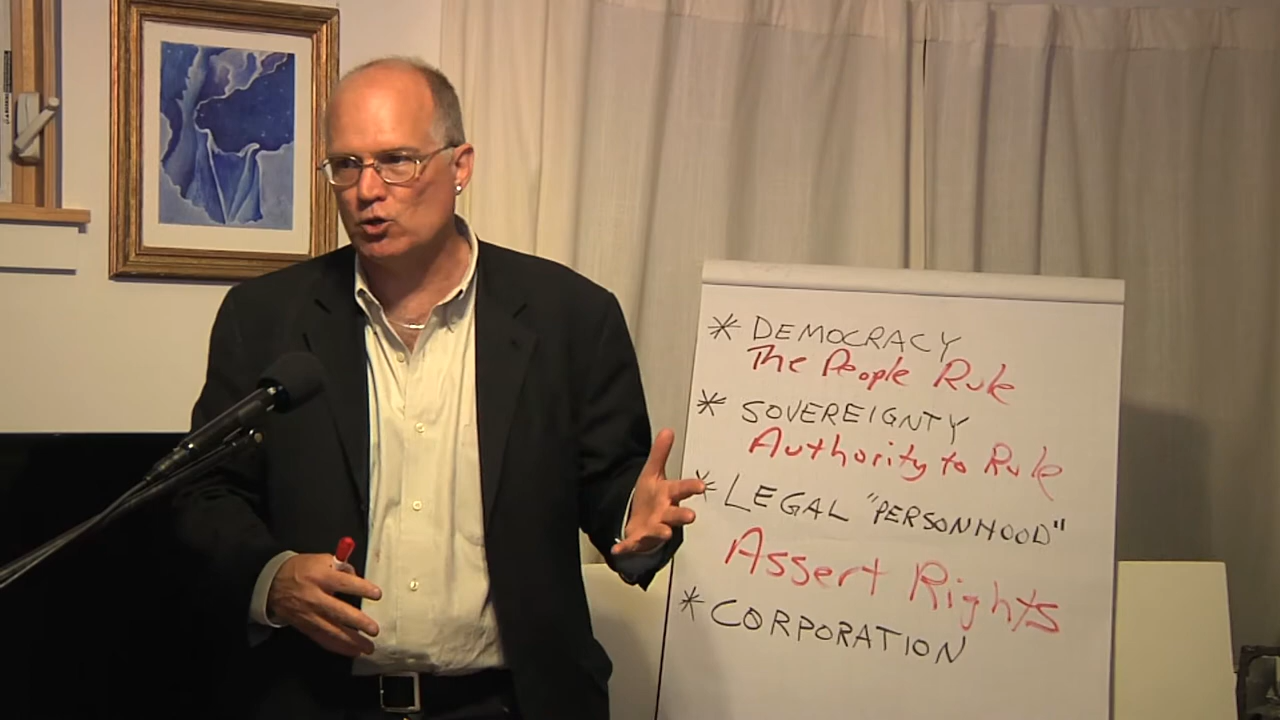 * DEMOCRACY
The People Rule
* SOVEREIGNTY
Authority to Rule
* LEGAL "PERSONHOOD"
Assert Rights
* CORPORATION